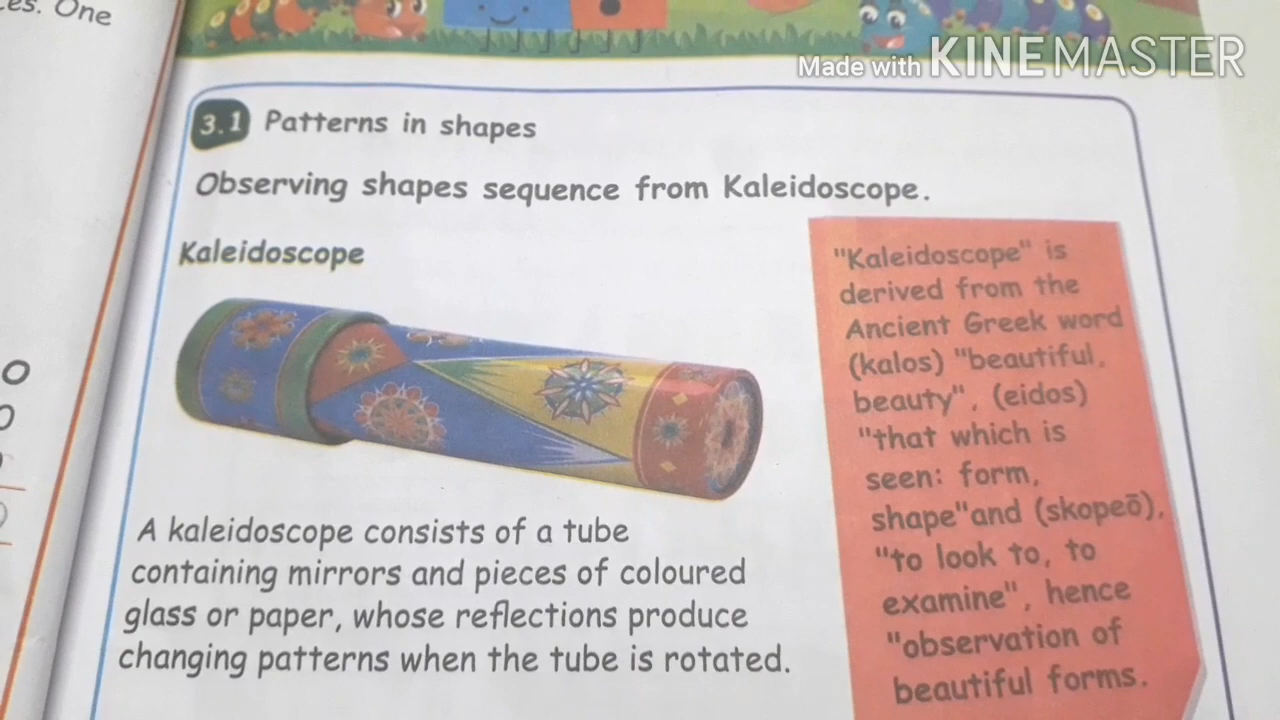 es. One
Made with KINEMASTER
3.1 Patterns in shapes
Observing shapes sequence from Kaleidoscope.
Kaleidoscope
A kaleidoscope consists of a tube
containing mirrors and pieces of coloured
glass or paper, whose reflections produce
changing patterns when the tube is rotated.
"Kaleidoscope" is
derived from the
Ancient Greek word
(kalos) "beautiful,
beauty", (eidos)
"that which is
seen: form,
shape"and (skopeō),
"to look to, to
examine", hence
"observation of
beautiful forms.